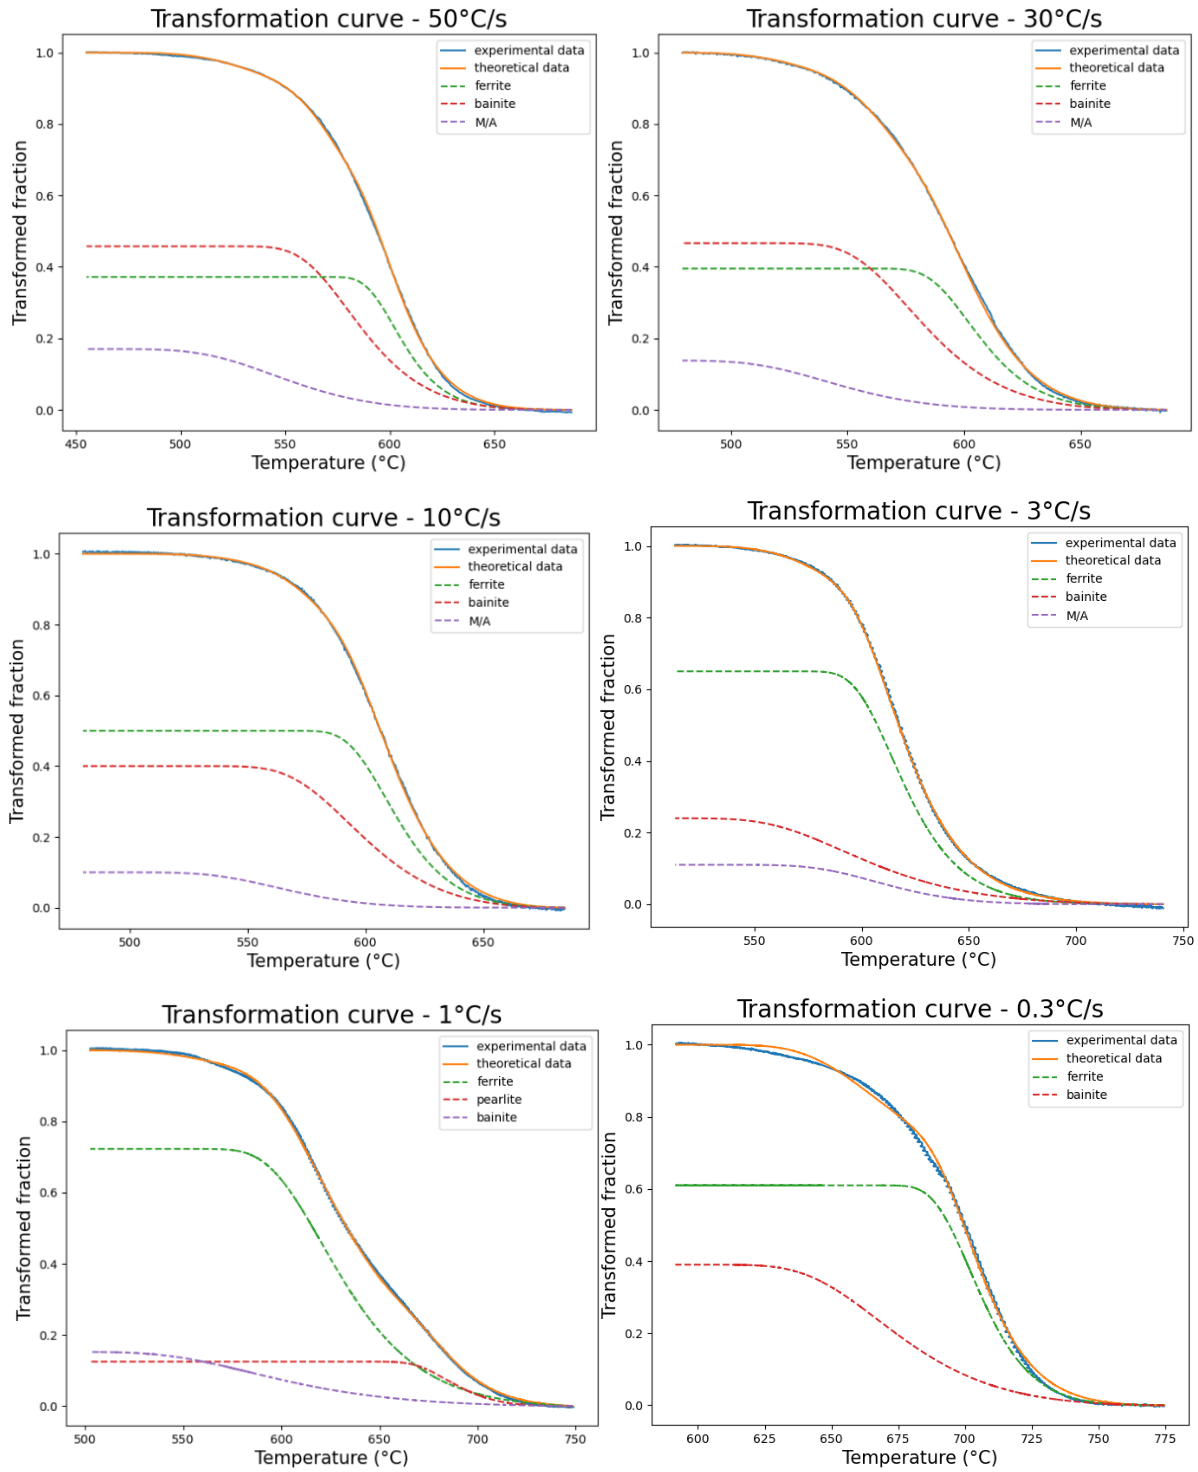 Transformation curve - 50°C/s
experimental data
theoretical data
ferrite
bainite
M/A
Transformed fraction
1.0
0.8
0.6
0.4
0.2
0.0
450 500 550 600 650
Temperature (°C)
Transformation curve - 30°C/s
experimental data
theoretical data
ferrite
bainite
M/A
Transformed fraction
1.0
0.8
0.6
0.4
0.2
0.0
500 550 600 650
Temperature (°C)
Transformation curve - 10°C/s
experimental data
theoretical data
ferrite
bainite
M/A
Transformed fraction
1.0
0.8
0.6
0.4
0.2
0.0
500 550 600 650
Temperature (°C)
Transformation curve - 3°C/s
experimental data
theoretical data
ferrite
bainite
M/A
Transformed fraction
1.0
0.8
0.6
0.4
0.2
0.0
550 600 650 700 750
Temperature (°C)
Transformation curve - 1°C/s
experimental data
theoretical data
ferrite
pearlite
bainite
Transformed fraction
1.0
0.8
0.6
0.4
0.2
0.0
500 550 600 650 700 750
Temperature (°C)
Transformation curve - 0.3°C/s
experimental data
theoretical data
ferrite
bainite
Transformed fraction
1.0
0.8
0.6
0.4
0.2
0.0
600 625 650 675 700 725 750 775
Temperature (°C)